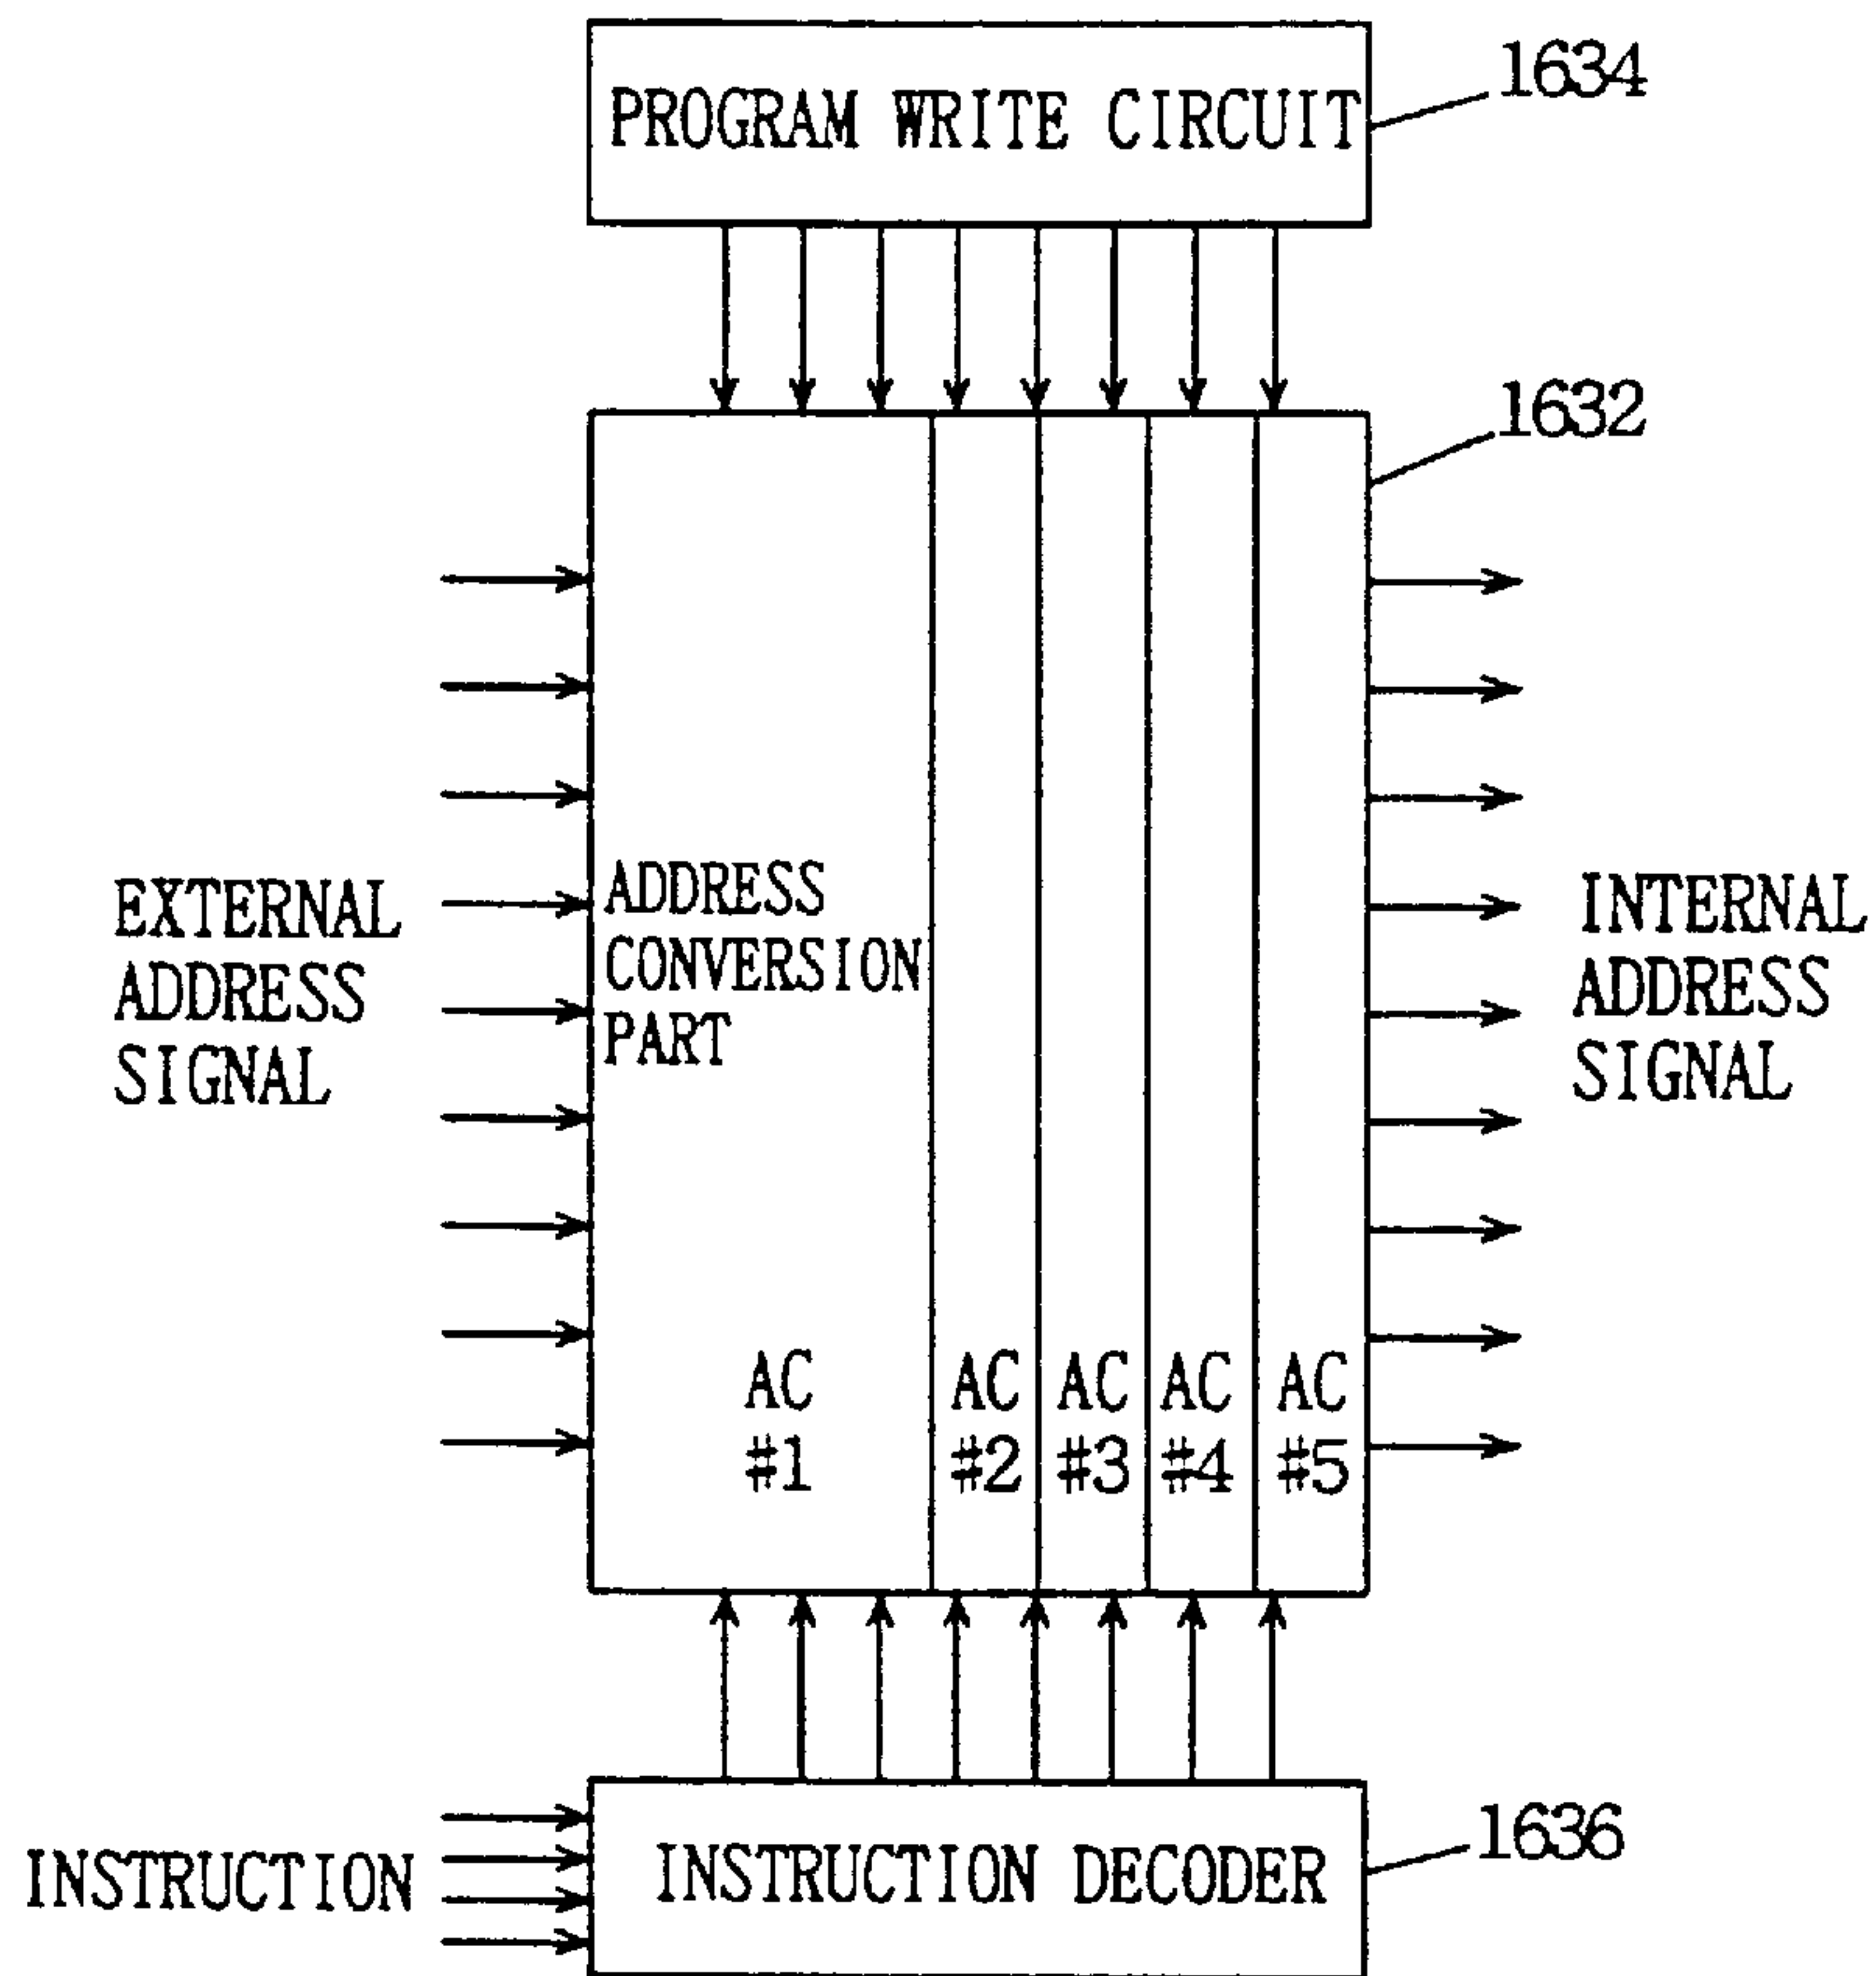 PROGRAM WRITE CIRCUIT
1634
1632
EXTERNAL
ADDRESS
SIGNAL
ADDRESS
CONVERSION
PART
INTERNAL
ADDRESS
SIGNAL
AC
#1
AC
#2
AC
#3
AC
#4
AC
#5
INSTRUCTION
INSTRUCTION DECODER
1636